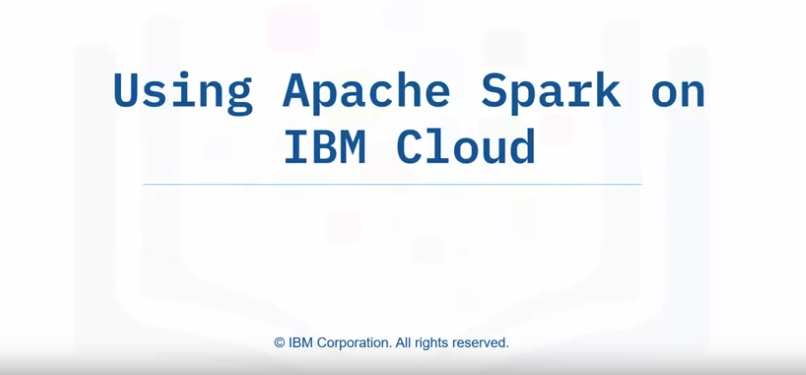 Using Apache Spark on
IBM Cloud
© IBM Corporation. All rights reserved.